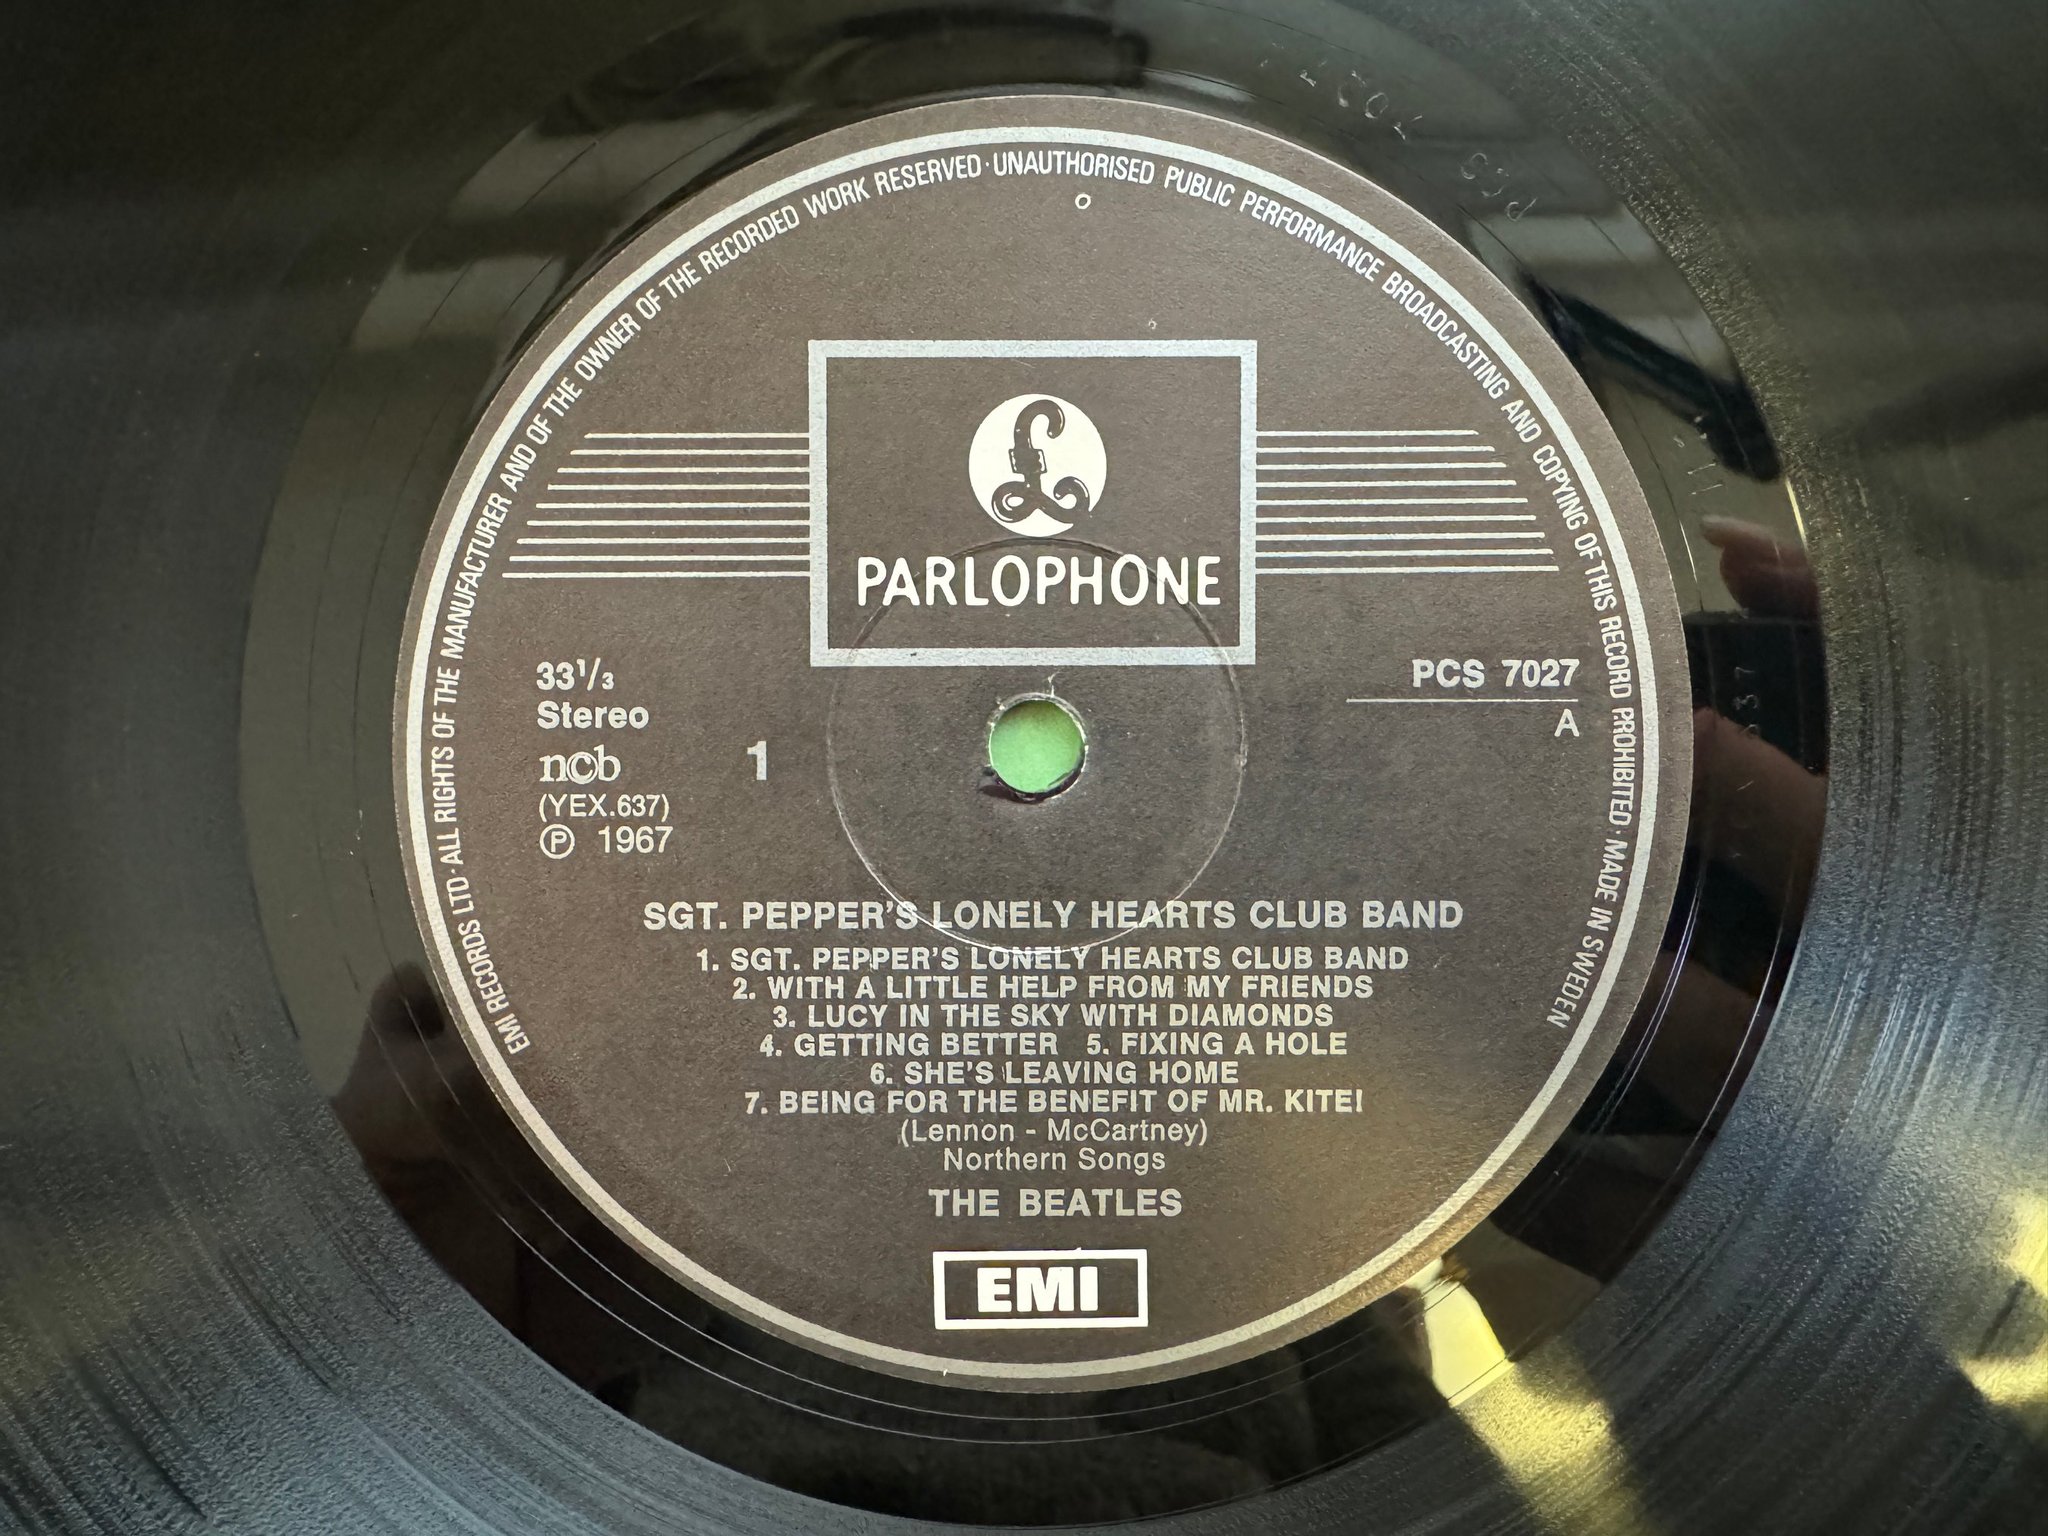 EMI RECORDS LTD · ALL RIGHTS OF THE MANUFACTURER AND OF THE OWNER OF THE RECORDED WORK RESERVED · UNAUTHORISED PUBLIC PERFORMANCE BROADCASTING AND COPYING OF THIS RECORD PROHIBITED · MADE IN SWEDEN
PARLOPHONE
33 1/3
Stereo
ncb
(YEX.637)
Ⓟ 1967
1
PCS 7027
A
SGT. PEPPER'S LONELY HEARTS CLUB BAND
1. SGT. PEPPER'S LONELY HEARTS CLUB BAND
2. WITH A LITTLE HELP FROM MY FRIENDS
3. LUCY IN THE SKY WITH DIAMONDS
4. GETTING BETTER 5. FIXING A HOLE
6. SHE'S LEAVING HOME
7. BEING FOR THE BENEFIT OF MR. KITE!
(Lennon - McCartney)
Northern Songs
THE BEATLES
EMI